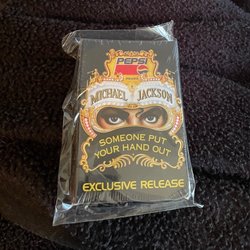 PEPSI
MICHAEL JACKSON
SOMEONE PUT
YOUR HAND OUT
EXCLUSIVE RELEASE